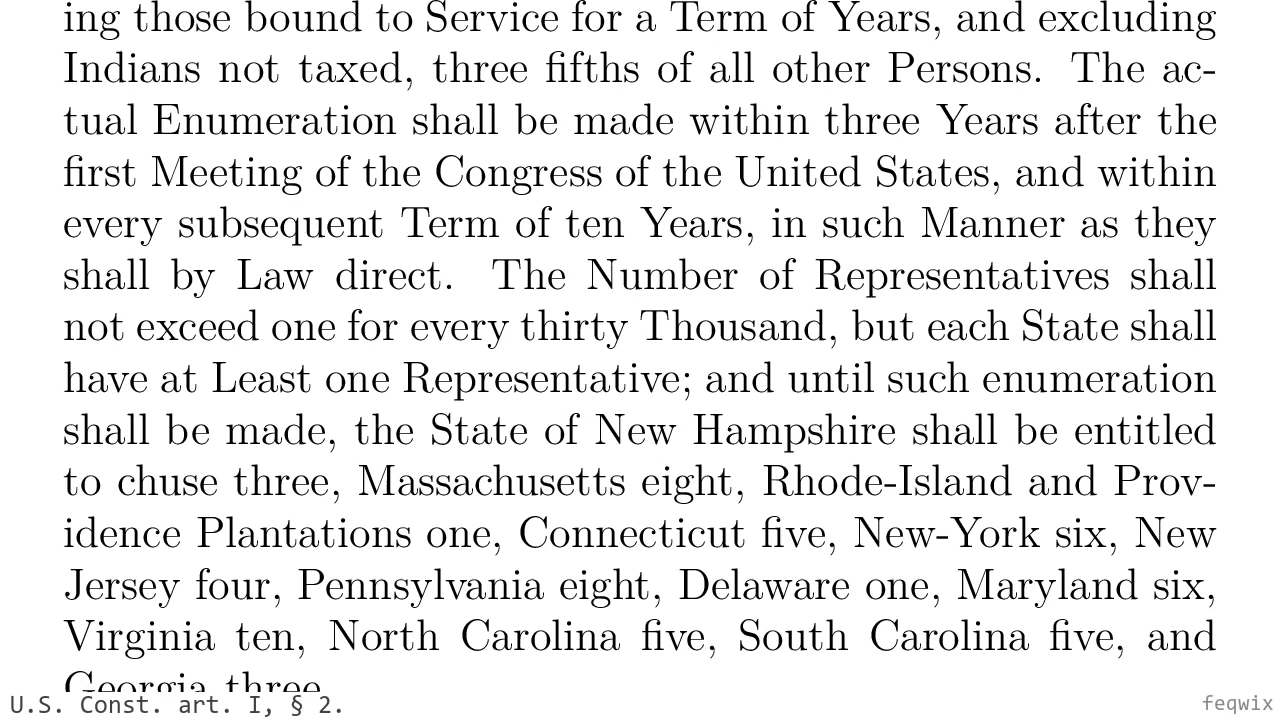 ing those bound to Service for a Term of Years, and excluding
Indians not taxed, three fifths of all other Persons. The ac-
tual Enumeration shall be made within three Years after the
first Meeting of the Congress of the United States, and within
every subsequent Term of ten Years, in such Manner as they
shall by Law direct. The Number of Representatives shall
not exceed one for every thirty Thousand, but each State shall
have at Least one Representative; and until such enumeration
shall be made, the State of New Hampshire shall be entitled
to chuse three, Massachusetts eight, Rhode-Island and Prov-
idence Plantations one, Connecticut five, New-York six, New
Jersey four, Pennsylvania eight, Delaware one, Maryland six,
Virginia ten, North Carolina five, South Carolina five, and
Georgia three
U.S. Const. art. I, § 2.
feqwix